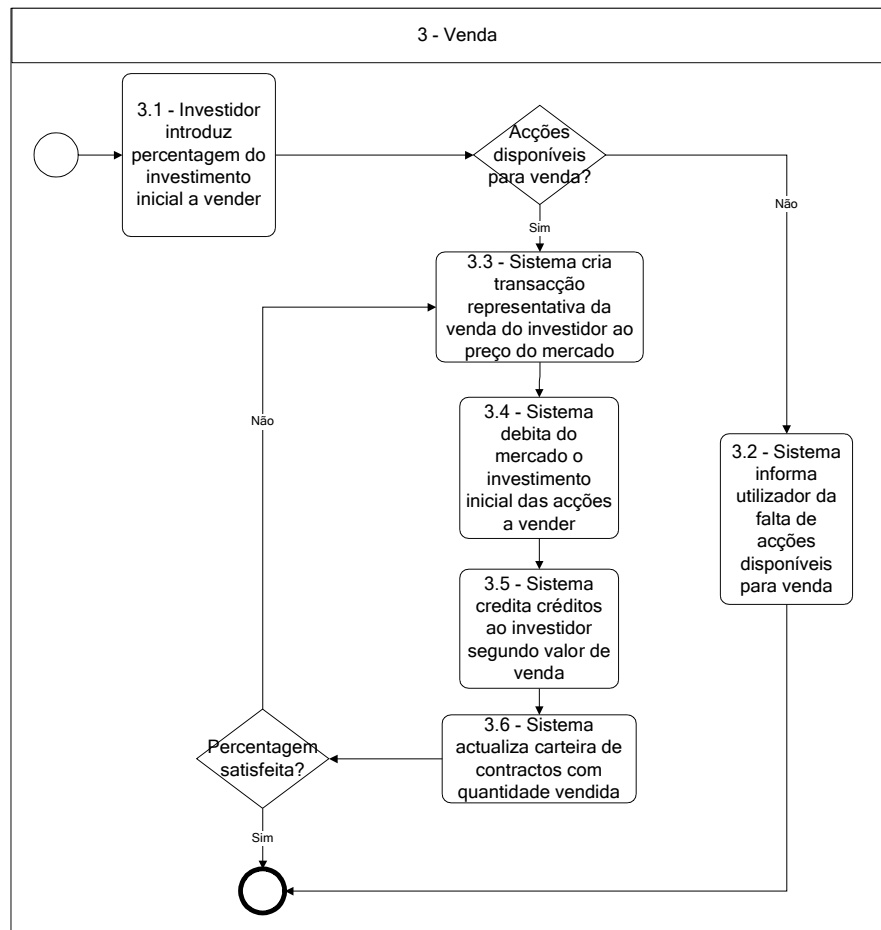 3 - Venda
3.1 - Investidor
introduz
percentagem do
investimento
inicial a vender
Acções
disponíveis
para venda?
Não
Sim
3.3 - Sistema cria
transacção
representativa da
venda do investidor ao
preço do mercado
Não
3.4 - Sistema
debita do
mercado o
investimento
inicial das acções
a vender
3.2 - Sistema
informa
utilizador da
falta de
acções
disponíveis
para venda
3.5 - Sistema
credita créditos
ao investidor
segundo valor de
venda
3.6 - Sistema
actualiza carteira de
contractos com
quantidade vendida
Percentagem
satisfeita?
Sim